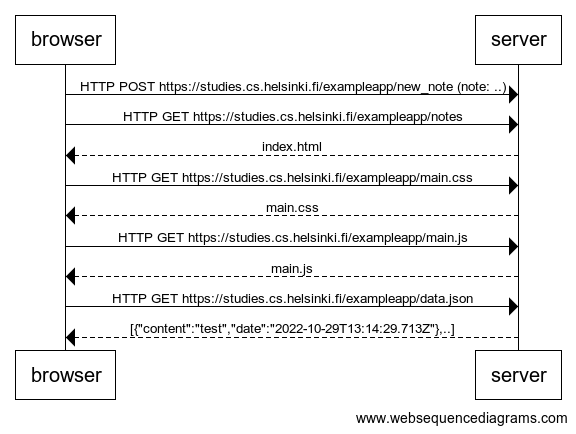 browser
server
HTTP POST https://studies.cs.helsinki.fi/exampleapp/new_note (note: ..)
HTTP GET https://studies.cs.helsinki.fi/exampleapp/notes
index.html
HTTP GET https://studies.cs.helsinki.fi/exampleapp/main.css
main.css
HTTP GET https://studies.cs.helsinki.fi/exampleapp/main.js
main.js
HTTP GET https://studies.cs.helsinki.fi/exampleapp/data.json
[{"content":"test","date":"2022-10-29T13:14:29.713Z"},..]
browser
server
www.websequencediagrams.com